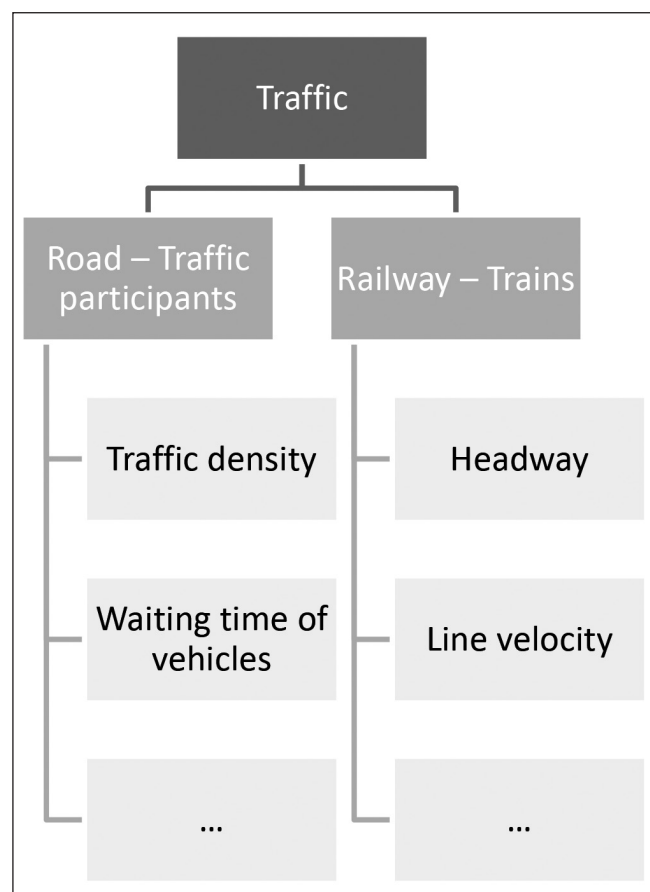 Traffic
Road – Traffic
participants
Railway – Trains
Traffic density
Headway
Waiting time of
vehicles
Line velocity
...
...